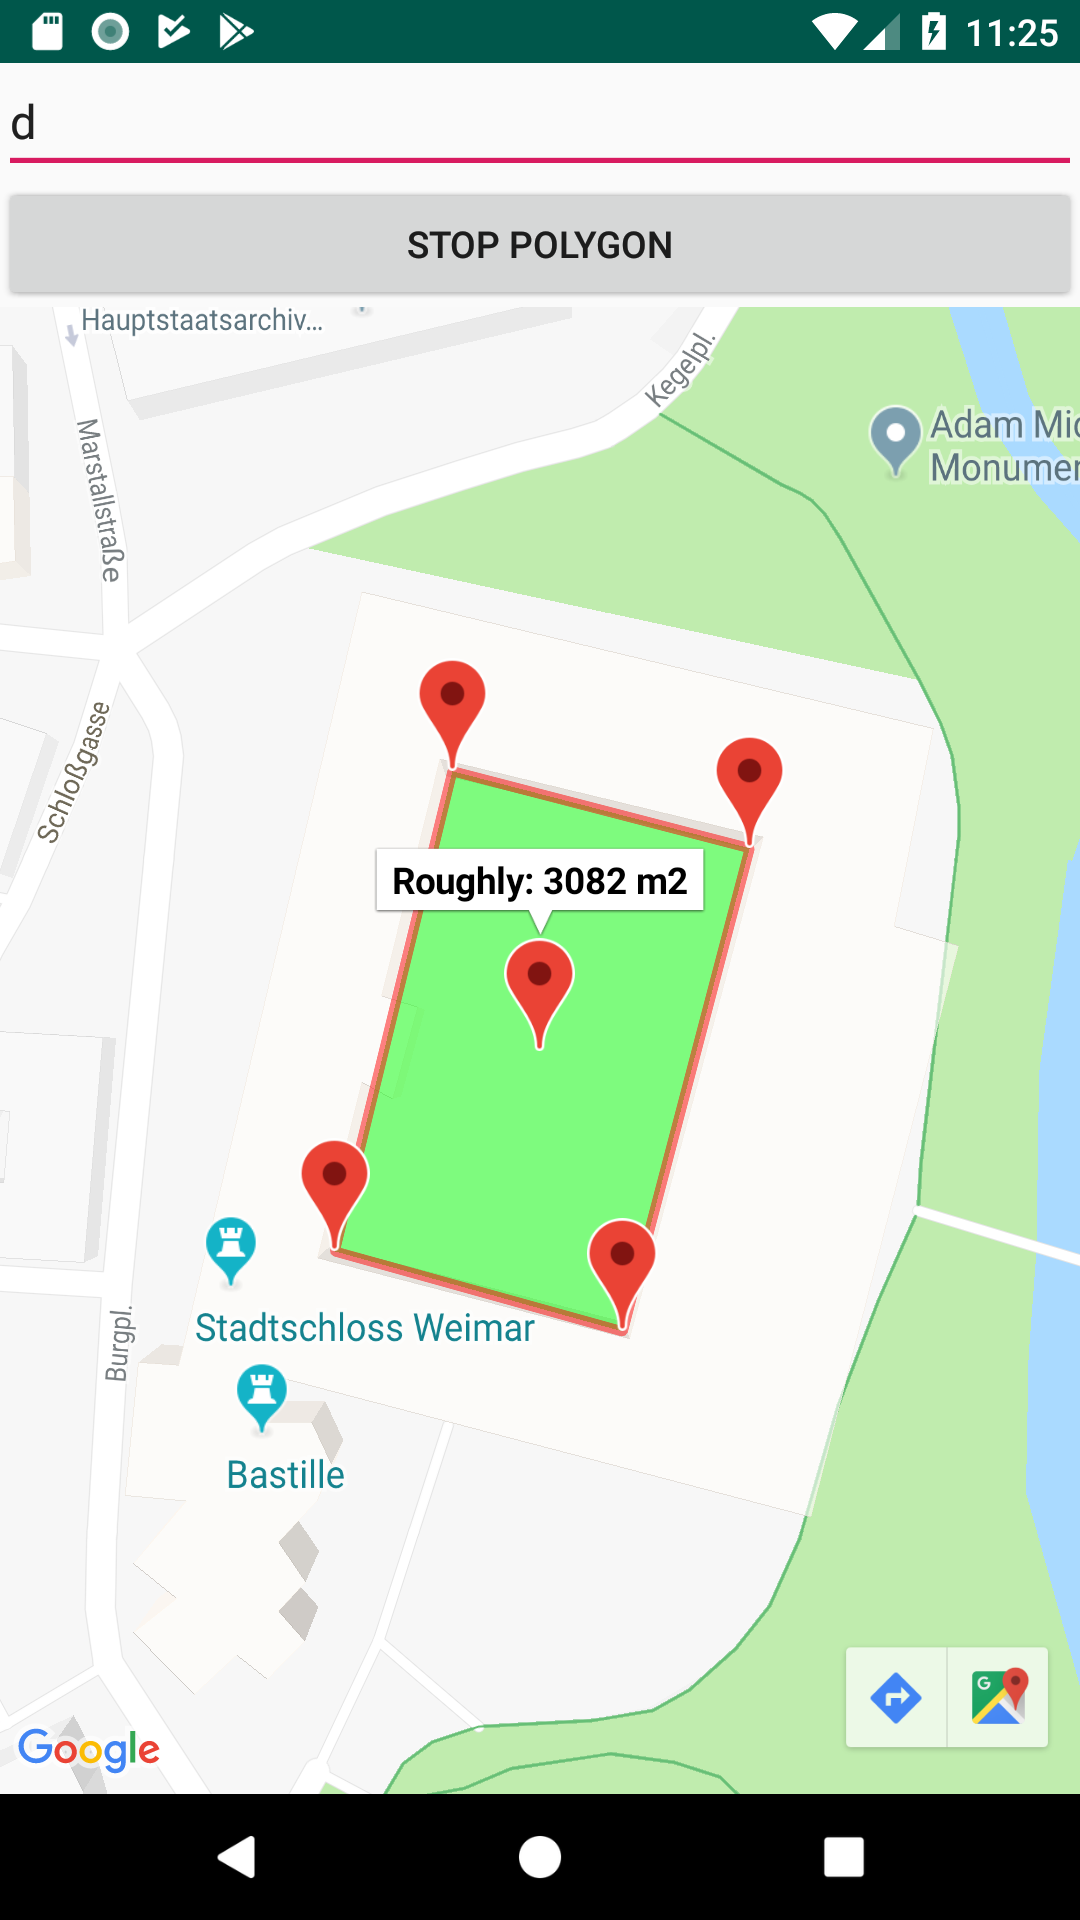 11:25
d
STOP POLYGON
Hauptstaatsarchiv...
Kegelpl.
Adam Mic
Monumen
Marstallstraße
Schloßgasse
Roughly: 3082 m2
Stadtschloss Weimar
Burgpl.
Bastille
G
Google